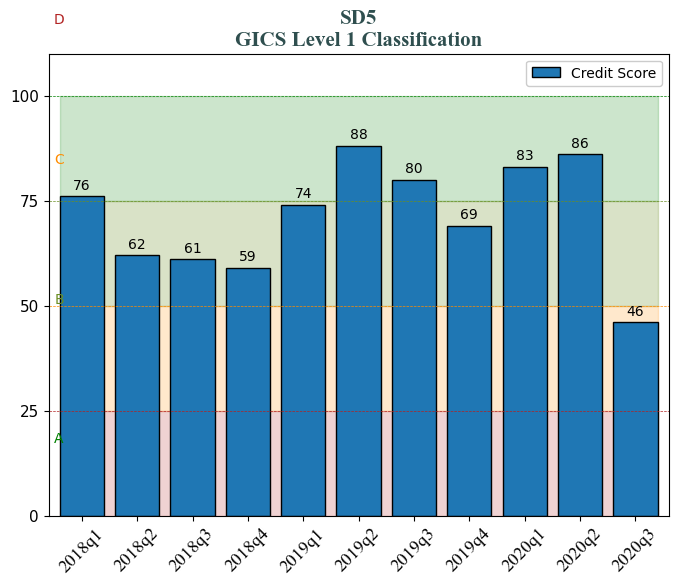 D
SD5
GICS Level 1 Classification
Credit Score
100
88
86
83
C
80
76
75
74
69
62
61
59
B
50
46
A
25
0
2018q1
2018q2
2018q3
2018q4
2019q1
2019q2
2019q3
2019q4
2020q1
2020q2
2020q3